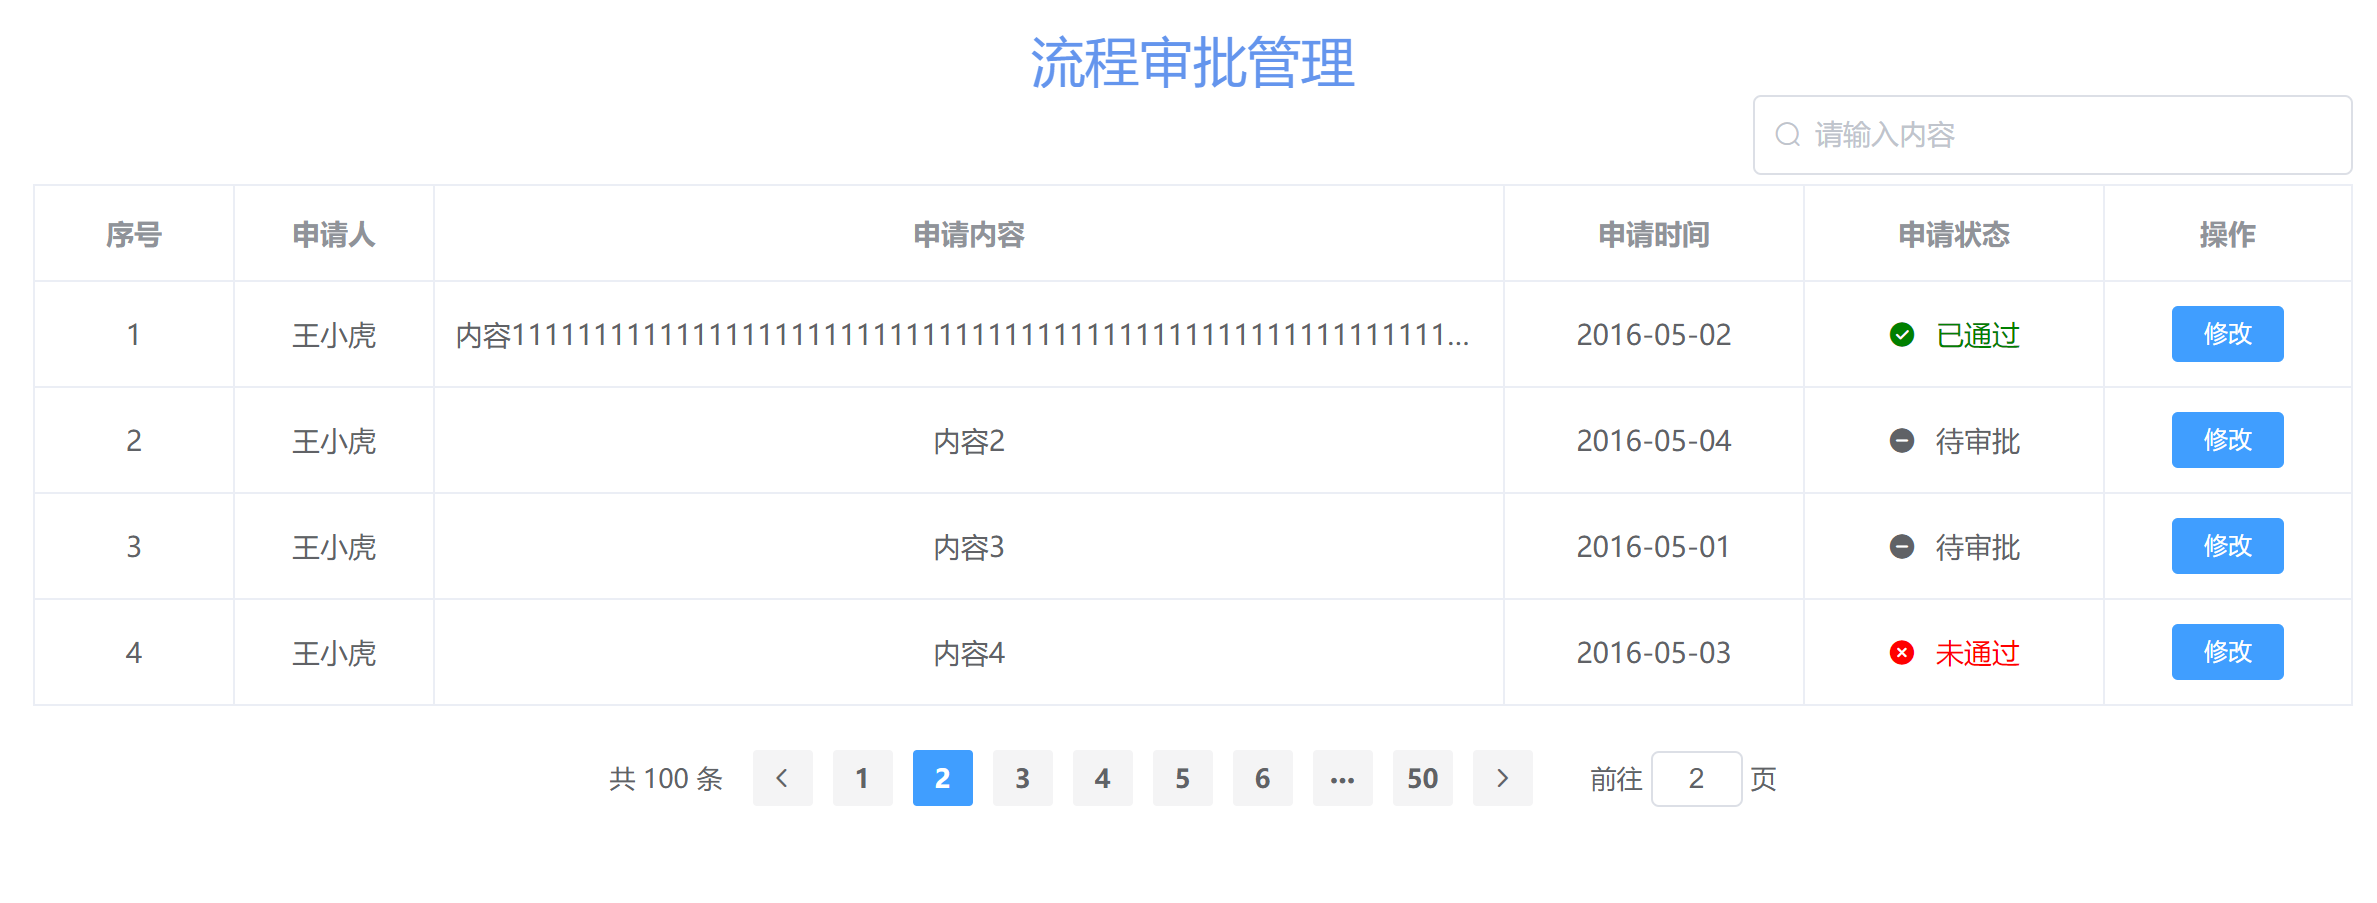 流程审批管理
请输入内容
序号 申请人 申请内容 申请时间 申请状态 操作
1 王小虎 内容111111111111111111111111111111111111111111111111111111111... 2016-05-02 已通过 修改
2 王小虎 内容2 2016-05-04 待审批 修改
3 王小虎 内容3 2016-05-01 待审批 修改
4 王小虎 内容4 2016-05-03 未通过 修改
共 100 条 1 2 3 4 5 6 ... 50 前往 2 页